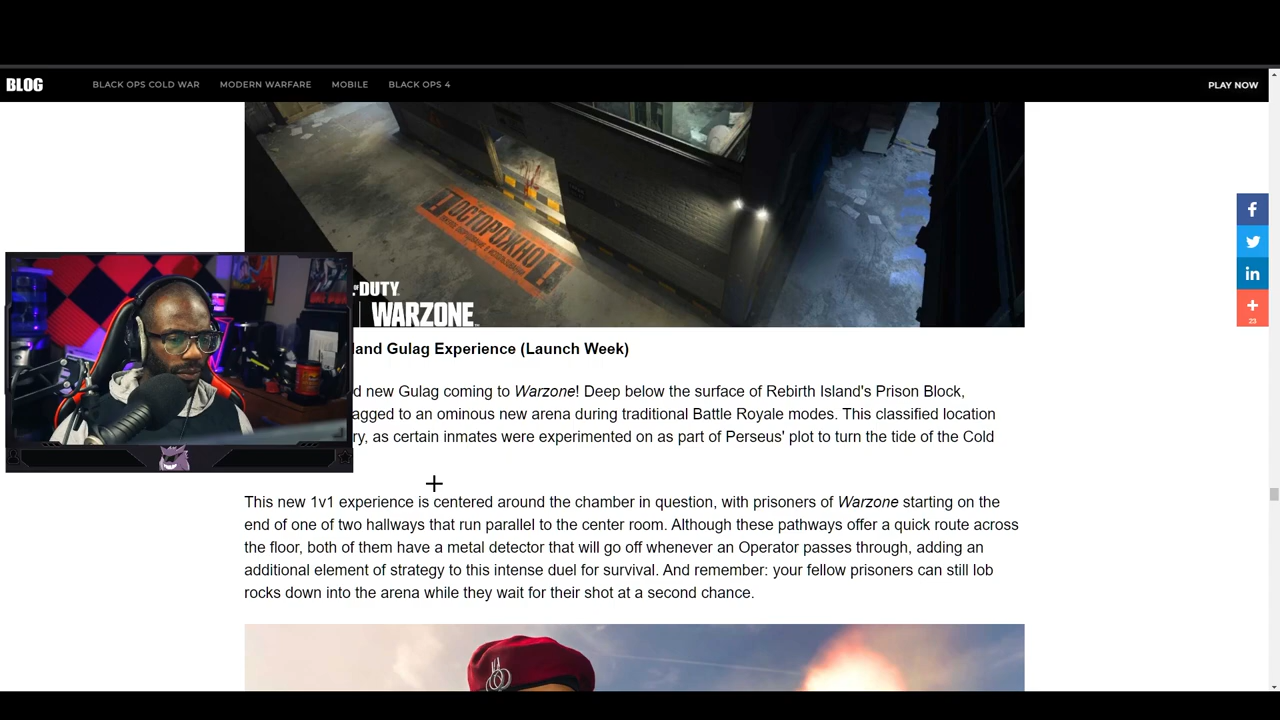 BLOG BLACK OPS COLD WAR MODERN WARFARE MOBILE BLACK OPS 4 PLAY NOW
ОСТОРОЖНО!
DUTY
WARZONE
23
Gulag Experience (Launch Week)
new Gulag coming to Warzone! Deep below the surface of Rebirth Island's Prison Block,
to an ominous new arena during traditional Battle Royale modes. This classified location
as certain inmates were experimented on as part of Perseus' plot to turn the tide of the Cold
This new 1v1 experience is centered around the chamber in question, with prisoners of Warzone starting on the
end of one of two hallways that run parallel to the center room. Although these pathways offer a quick route across
the floor, both of them have a metal detector that will go off whenever an Operator passes through, adding an
additional element of strategy to this intense duel for survival. And remember: your fellow prisoners can still lob
rocks down into the arena while they wait for their shot at a second chance.